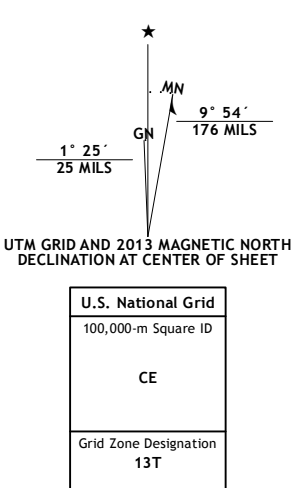 ★
MN
GN
9° 54´
176 MILS
1° 25´
25 MILS
UTM GRID AND 2013 MAGNETIC NORTH
DECLINATION AT CENTER OF SHEET
U.S. National Grid
100,000-m Square ID
CE
Grid Zone Designation
13T